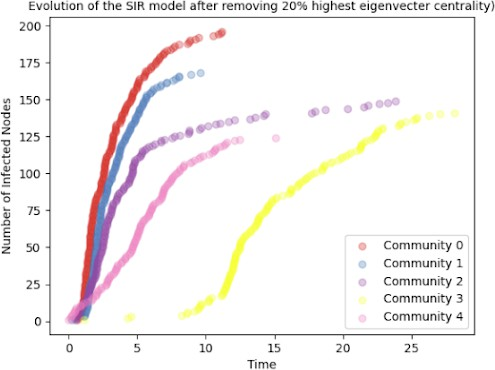 Evolution of the SIR model after removing 20% highest eigenvecter centrality)
Number of Infected Nodes
200
175
150
125
100
75
50
25
0
Community 0
Community 1
Community 2
Community 3
Community 4
0 5 10 15 20 25
Time